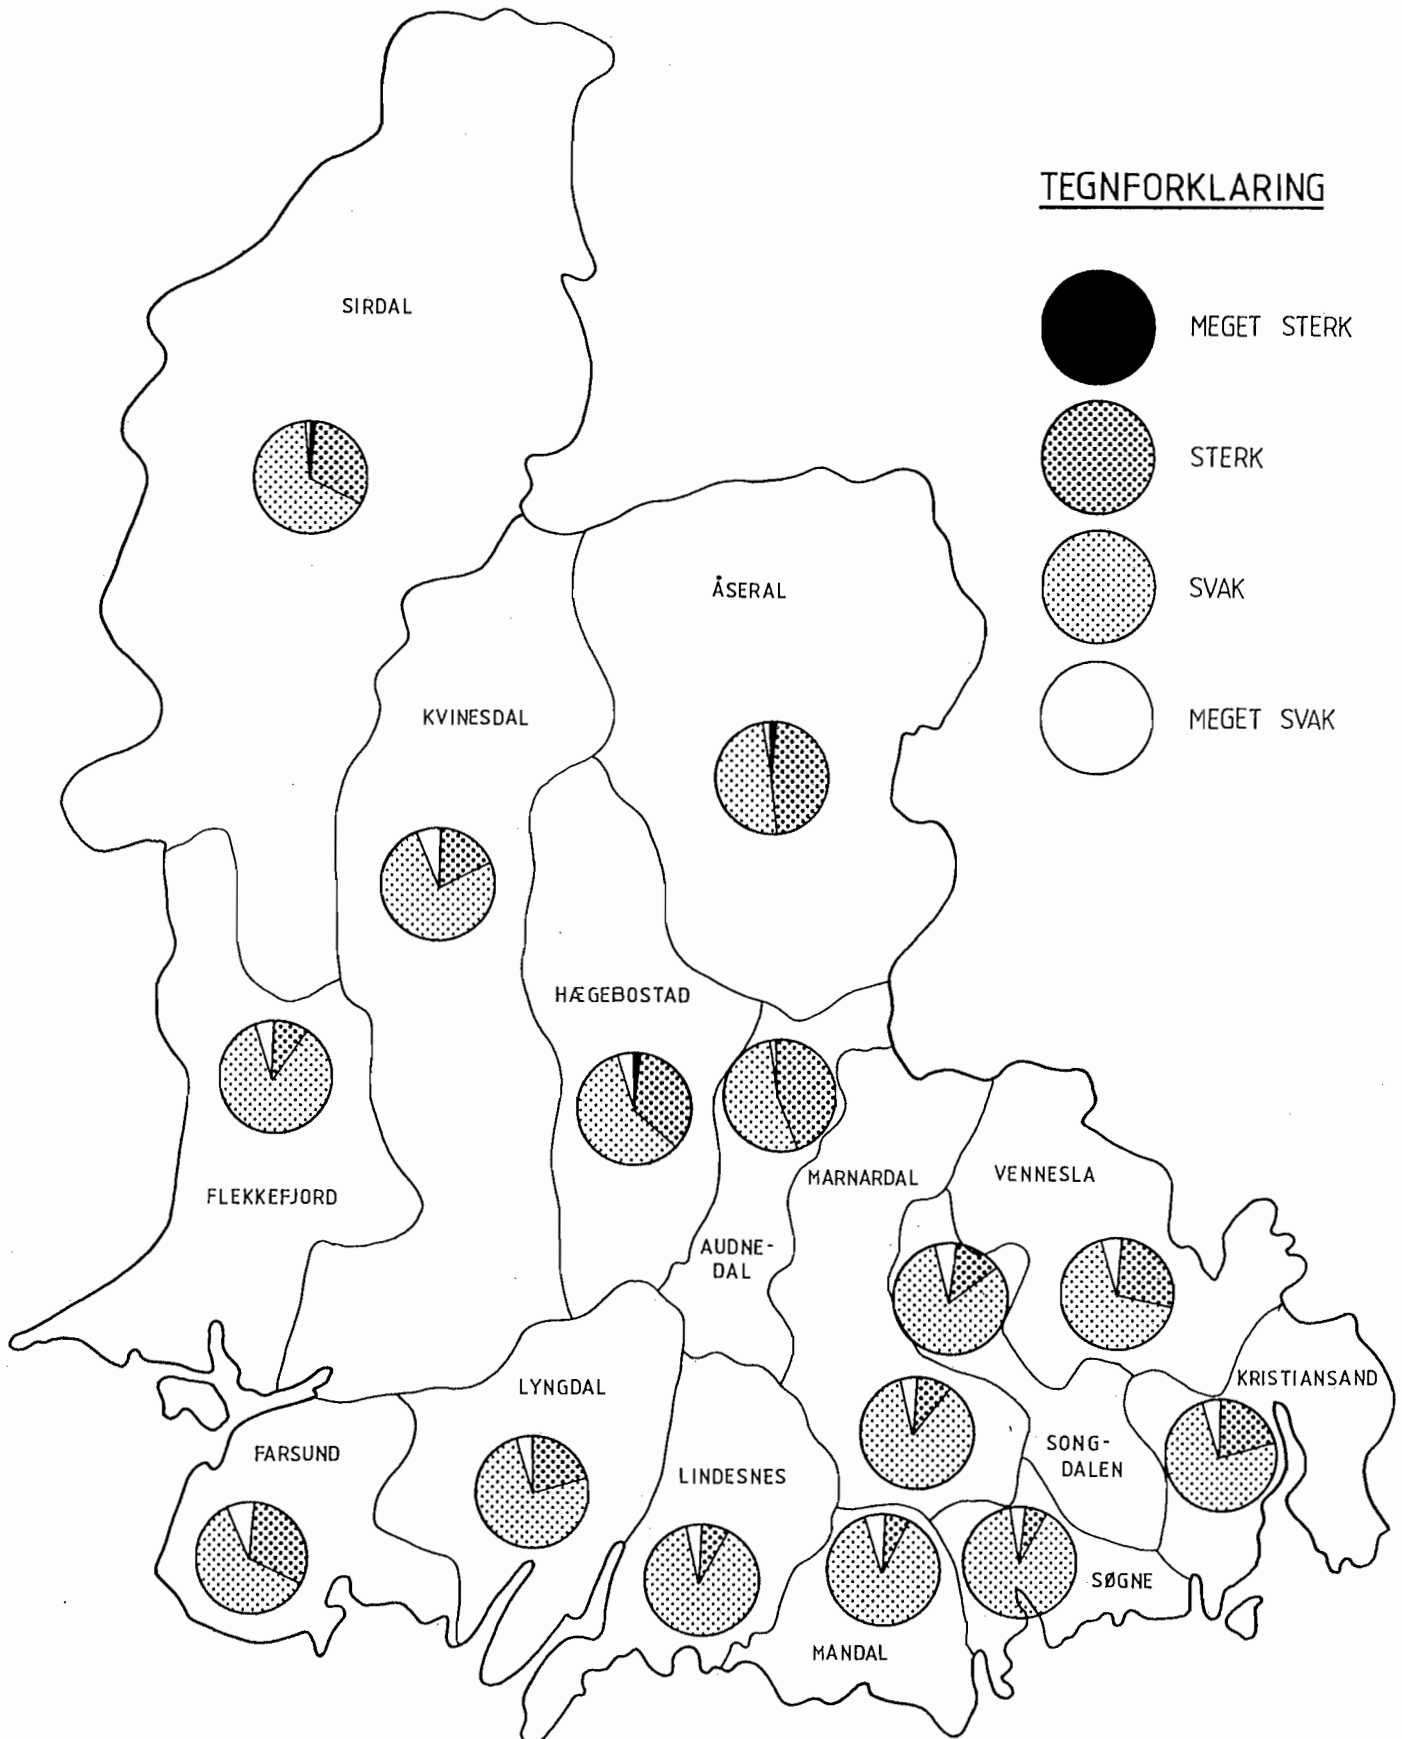 TEGNFORKLARING
MEGET STERK
STERK
SVAK
MEGET SVAK
SIRDAL
ÅSERAL
KVINESDAL
HÆGEBOSTAD
FLEKKEFJORD
MARNARDAL
VENNESLA
AUDNE-
DAL
LYNGDAL
KRISTIANSAND
FARSUND
LINDESNES
SONG-
DALEN
SØGNE
MANDAL